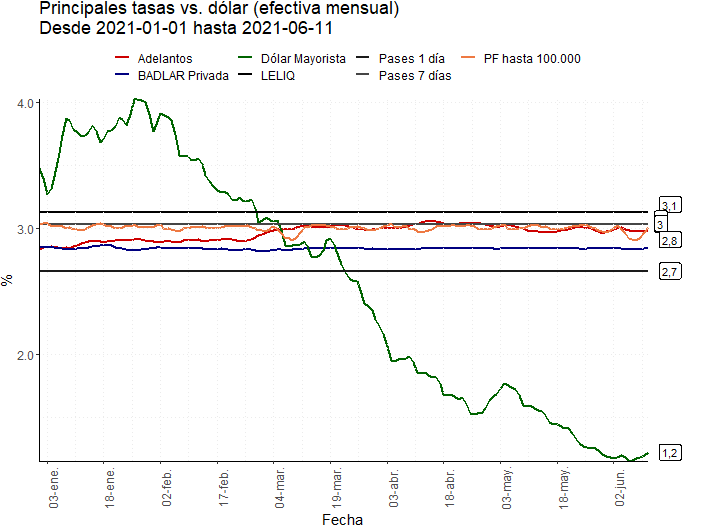 Principales tasas vs. dólar (efectiva mensual)
Desde 2021-01-01 hasta 2021-06-11
Adelantos Dólar Mayorista Pases 1 día PF hasta 100.000
BADLAR Privada LELIQ Pases 7 días
4.0
3.0
2.0
%
3,1
3
2,8
2,7
1,2
03-ene. 18-ene. 02-feb. 17-feb. 04-mar. 19-mar. 03-abr. 18-abr. 03-may. 18-may. 02-jun.
Fecha